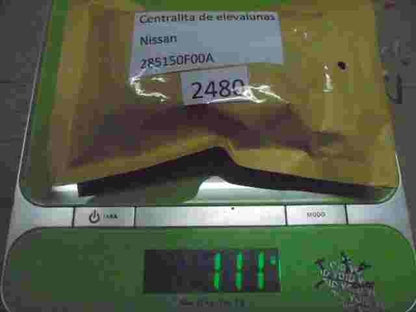 Centralita de elevalunas
Nissan
285150F00A
2480
TARA
MODO
111